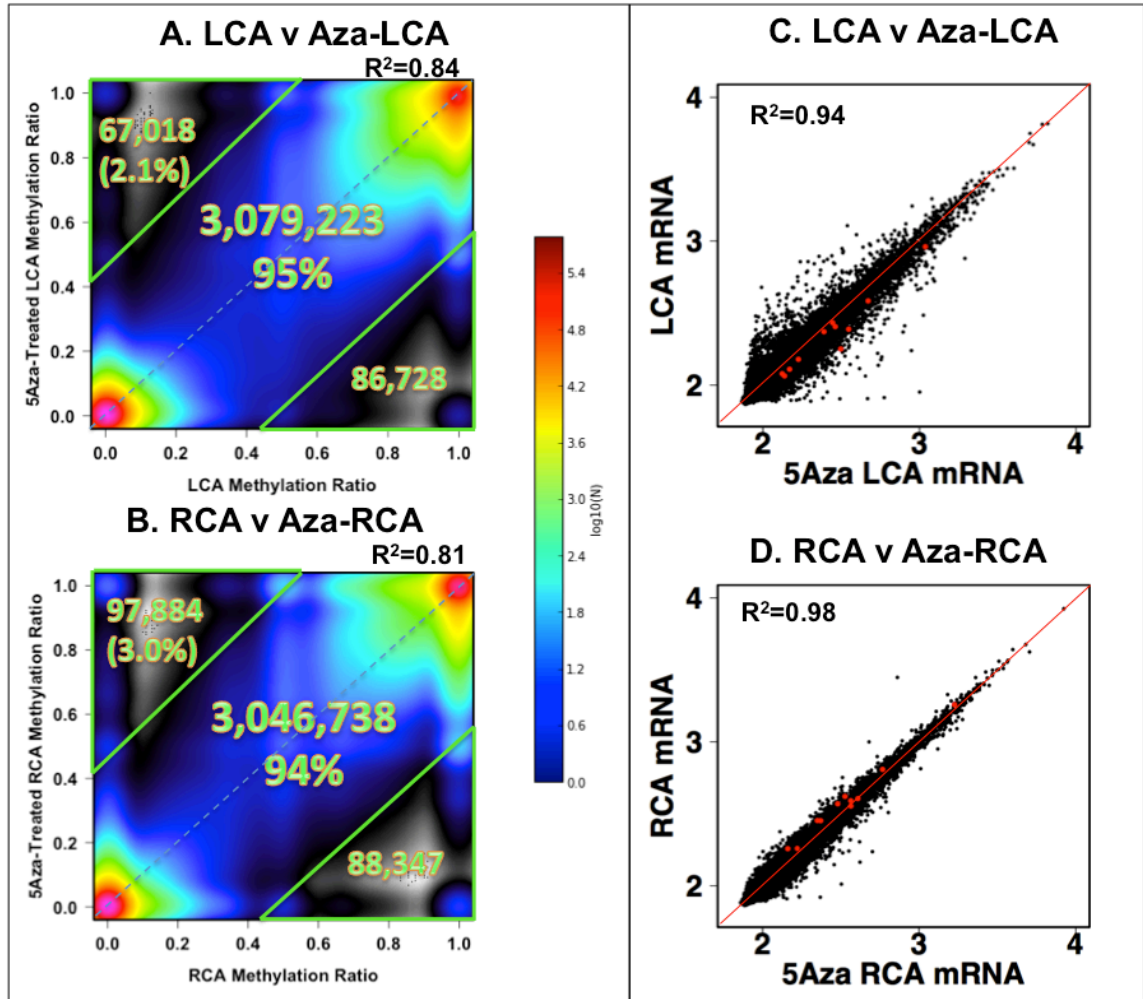 A. LCA v Aza-LCA
R²=0.84
5Aza-Treated LCA Methylation Ratio
1.0
0.8
0.6
0.4
0.2
0.0
67,018
(2.1%)
3,079,223
95%
86,728
0.0 0.2 0.4 0.6 0.8 1.0
LCA Methylation Ratio
B. RCA v Aza-RCA
R²=0.81
5Aza-Treated RCA Methylation Ratio
1.0
0.8
0.6
0.4
0.2
0.0
97,884
(3.0%)
3,046,738
94%
88,347
0.0 0.2 0.4 0.6 0.8 1.0
RCA Methylation Ratio
5.4
4.8
4.2
3.6
3.0
2.4
1.8
1.2
0.6
0.0
log10(N)
C. LCA v Aza-LCA
R²=0.94
LCA mRNA
4
3
2
2 3 4
5Aza LCA mRNA
D. RCA v Aza-RCA
R²=0.98
RCA mRNA
4
3
2
2 3 4
5Aza RCA mRNA